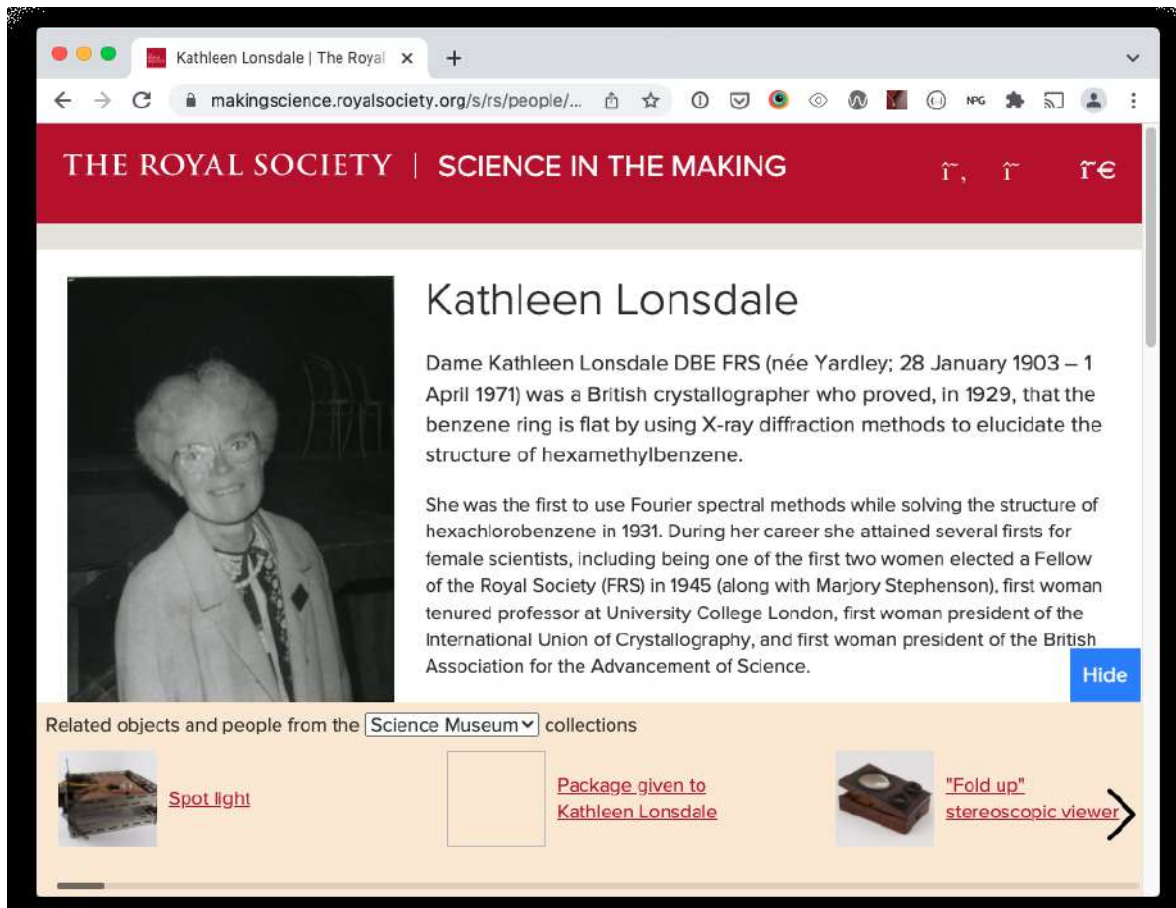 Kathleen Lonsdale | The Royal
makingscience.royalsociety.org/s/rs/people/...
NPG
THE ROYAL SOCIETY | SCIENCE IN THE MAKING
Kathleen Lonsdale
Dame Kathleen Lonsdale DBE FRS (née Yardley; 28 January 1903 – 1
April 1971) was a British crystallographer who proved, in 1929, that the
benzene ring is flat by using X-ray diffraction methods to elucidate the
structure of hexamethylbenzene.
She was the first to use Fourier spectral methods while solving the structure of
hexachlorobenzene in 1931. During her career she attained several firsts for
female scientists, including being one of the first two women elected a Fellow
of the Royal Society (FRS) in 1945 (along with Marjory Stephenson), first woman
tenured professor at University College London, first woman president of the
International Union of Crystallography, and first woman president of the British
Association for the Advancement of Science.
Hide
Related objects and people from the Science Museum collections
Spot light
Package given to
Kathleen Lonsdale
"Fold up"
stereoscopic viewer